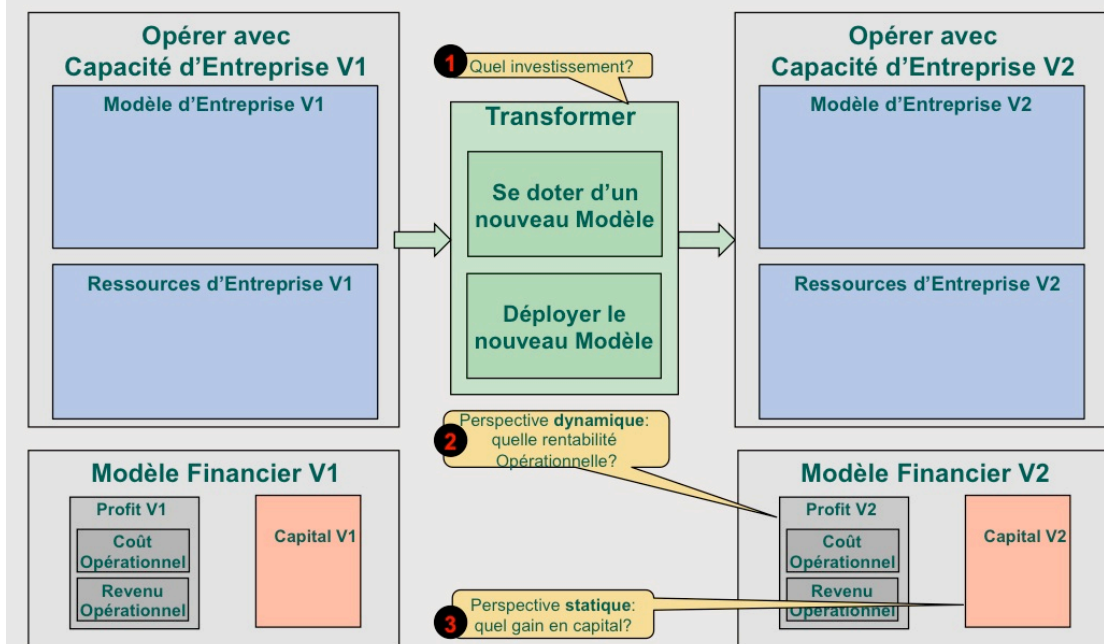 Opérer avec
Capacité d'Entreprise V1
Modèle d'Entreprise V1
Ressources d'Entreprise V1
1
Quel investissement?
Transformer
Se doter d'un
nouveau Modèle
Déployer le
nouveau Modèle
Opérer avec
Capacité d'Entreprise V2
Modèle d'Entreprise V2
Ressources d'Entreprise V2
2
Perspective dynamique:
quelle rentabilité
Opérationnelle?
Modèle Financier V1
Profit V1
Coût
Opérationnel
Revenu
Opérationnel
Capital V1
Modèle Financier V2
Profit V2
Coût
Opérationnel
Revenu
Opérationnel
Capital V2
3
Perspective statique:
quel gain en capital?